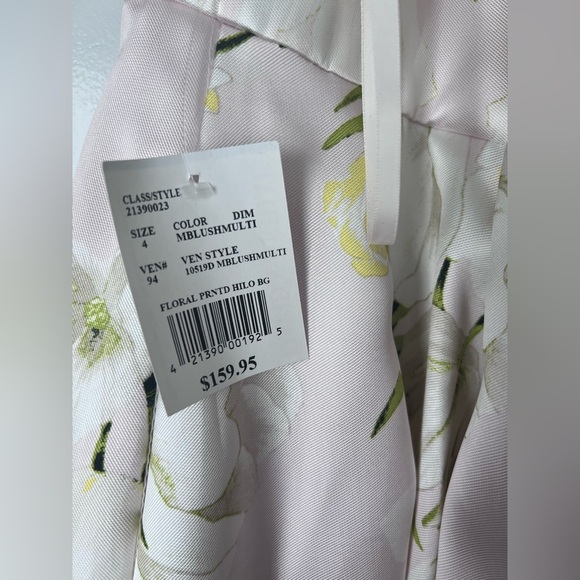 CLASS/STYLE
21390023
SIZE COLOR DIM
4 MBLUSHMULTI
VEN# VEN STYLE
94 10519D MBLUSHMULTI
FLORAL PRNTD HILO BG
4 21390 00192 5
$159.95